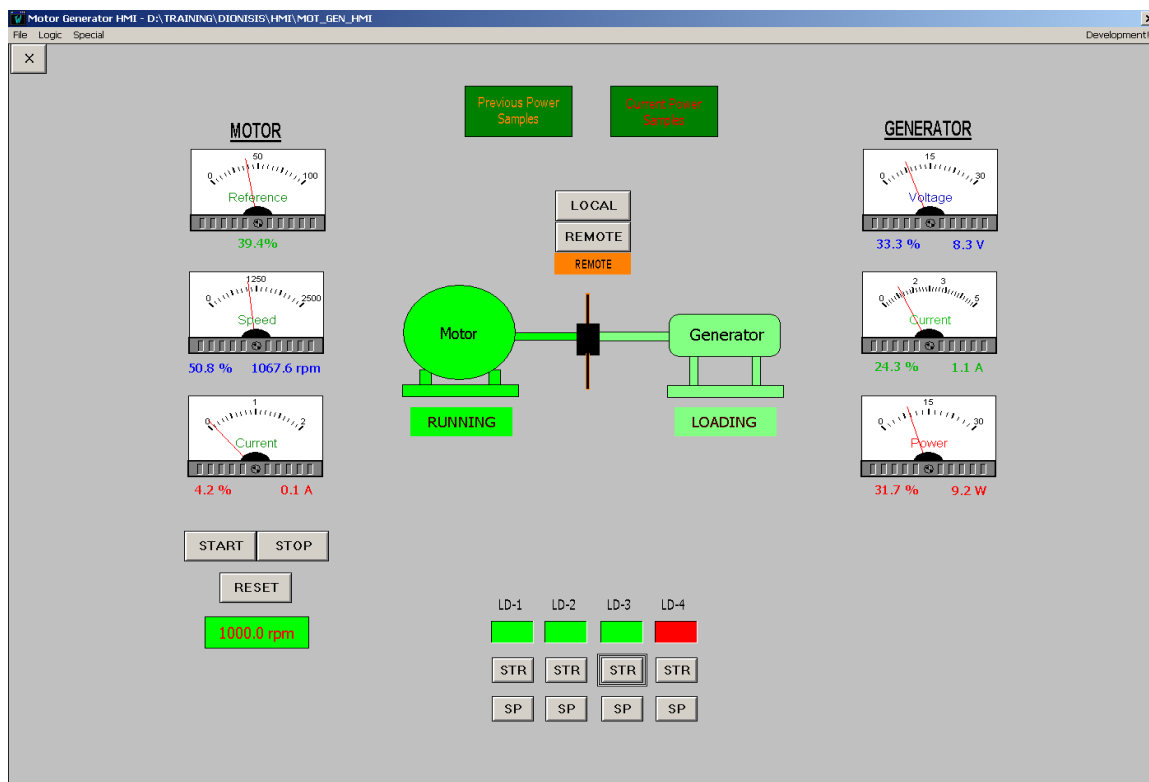 Motor Generator HMI - D:\TRAINING\DIONISIS\HMI\MOT_GEN_HMI
File Logic Special
Development!
X
Previous Power
Samples
Current Power
Samples
MOTOR
GENERATOR
0 50 100
Reference
39.4%
0 15 30
Voltage
33.3 % 8.3 V
LOCAL
REMOTE
REMOTE
0 1250 2500
Speed
50.8 % 1067.6 rpm
0 2 3 5
Current
24.3 % 1.1 A
Motor
Generator
RUNNING
LOADING
0 1 2
Current
4.2 % 0.1 A
0 15 30
Power
31.7 % 9.2 W
START STOP
RESET
1000.0 rpm
LD-1 LD-2 LD-3 LD-4
STR STR STR STR
SP SP SP SP